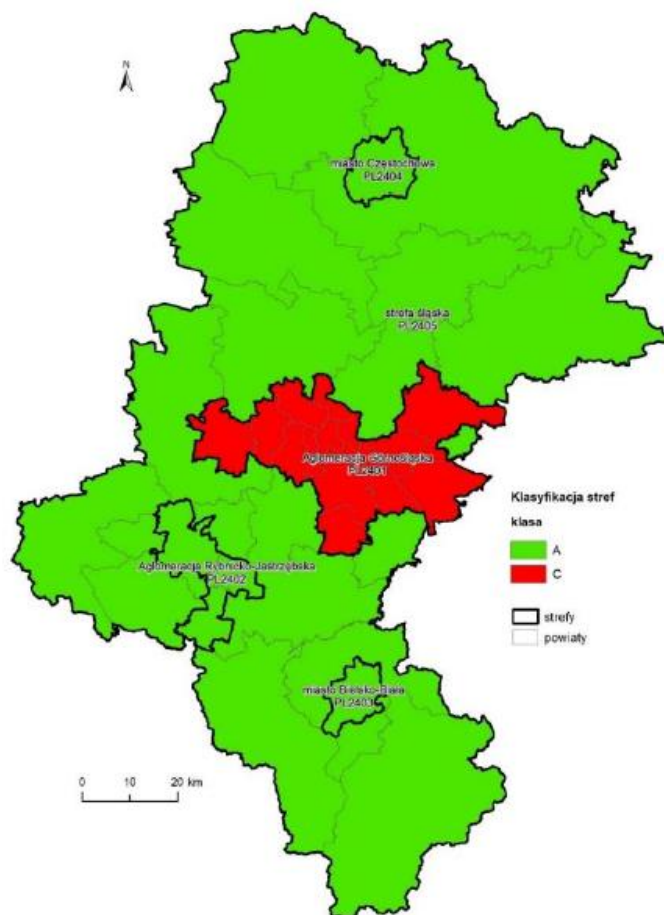 N
miasto Częstochowa
PL2404
strefa śląska
PL2405
Aglomeracja Górnośląska
PL2401
Klasyfikacja stref
klasa
A
C
strefy
powiaty
Aglomeracja Rybnicko-Jastrzębska
PL2402
miasto Bielsko-Biała
PL2403
0 10 20 km